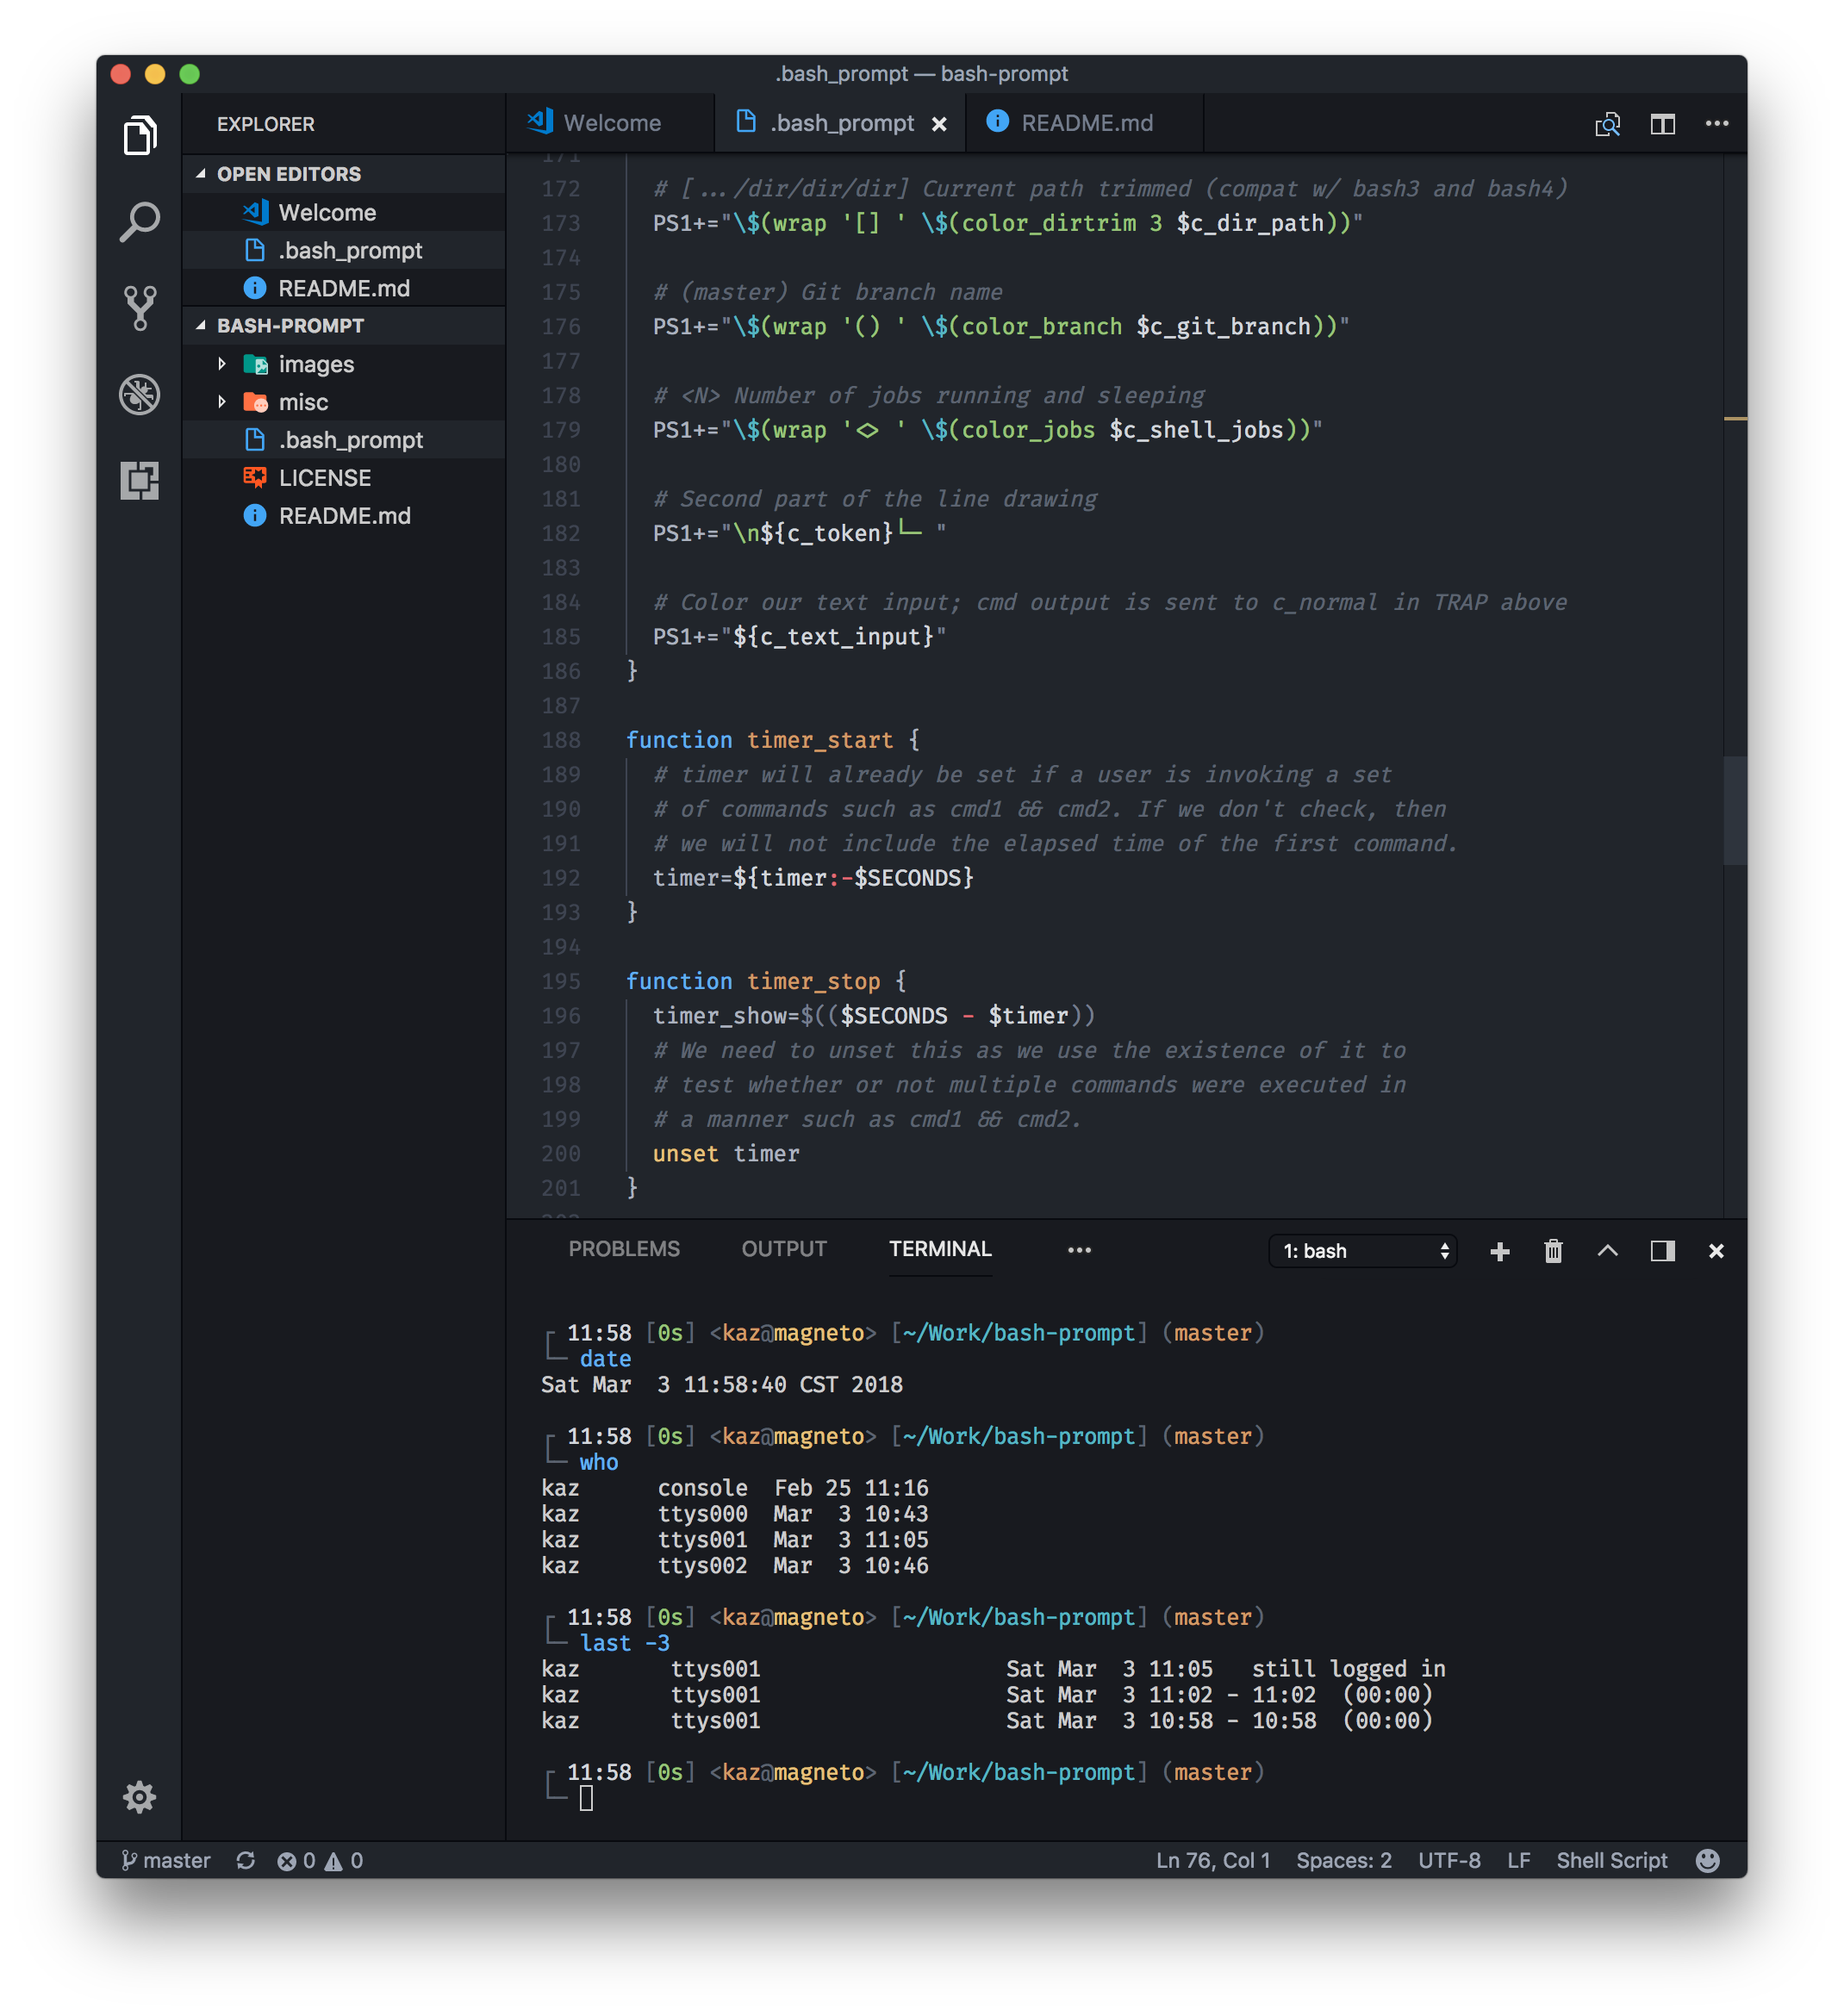 .bash_prompt — bash-prompt
EXPLORER
OPEN EDITORS
Welcome
.bash_prompt
README.md
BASH-PROMPT
images
misc
.bash_prompt
LICENSE
README.md
Welcome
.bash_prompt
README.md
171
172 # [.../dir/dir/dir] Current path trimmed (compat w/ bash3 and bash4)
173 PS1+="\$(wrap '[] ' \$(color_dirtrim 3 $c_dir_path))"
174
175 # (master) Git branch name
176 PS1+="\$(wrap '() ' \$(color_branch $c_git_branch))"
177
178 # <N> Number of jobs running and sleeping
179 PS1+="\$(wrap '<> ' \$(color_jobs $c_shell_jobs))"
180
181 # Second part of the line drawing
182 PS1+="\n${c_token}└─ "
183
184 # Color our text input; cmd output is sent to c_normal in TRAP above
185 PS1+="${c_text_input}"
186 }
187
188 function timer_start {
189 # timer will already be set if a user is invoking a set
190 # of commands such as cmd1 && cmd2. If we don't check, then
191 # we will not include the elapsed time of the first command.
192 timer=${timer:-$SECONDS}
193 }
194
195 function timer_stop {
196 timer_show=$(($SECONDS - $timer))
197 # We need to unset this as we use the existence of it to
198 # test whether or not multiple commands were executed in
199 # a manner such as cmd1 && cmd2.
200 unset timer
201 }
202
PROBLEMS OUTPUT TERMINAL ••• 1: bash
┌ 11:58 [0s] <kaz@magneto> [~/Work/bash-prompt] (master)
└─ date
Sat Mar  3 11:58:40 CST 2018
┌ 11:58 [0s] <kaz@magneto> [~/Work/bash-prompt] (master)
└─ who
kaz      console  Feb 25 11:16
kaz      ttys000  Mar  3 10:43
kaz      ttys001  Mar  3 11:05
kaz      ttys002  Mar  3 10:46
┌ 11:58 [0s] <kaz@magneto> [~/Work/bash-prompt] (master)
└─ last -3
kaz       ttys001                   Sat Mar  3 11:05   still logged in
kaz       ttys001                   Sat Mar  3 11:02 - 11:02  (00:00)
kaz       ttys001                   Sat Mar  3 10:58 - 10:58  (00:00)
┌ 11:58 [0s] <kaz@magneto> [~/Work/bash-prompt] (master)
└─
master 0 0 Ln 76, Col 1 Spaces: 2 UTF-8 LF Shell Script